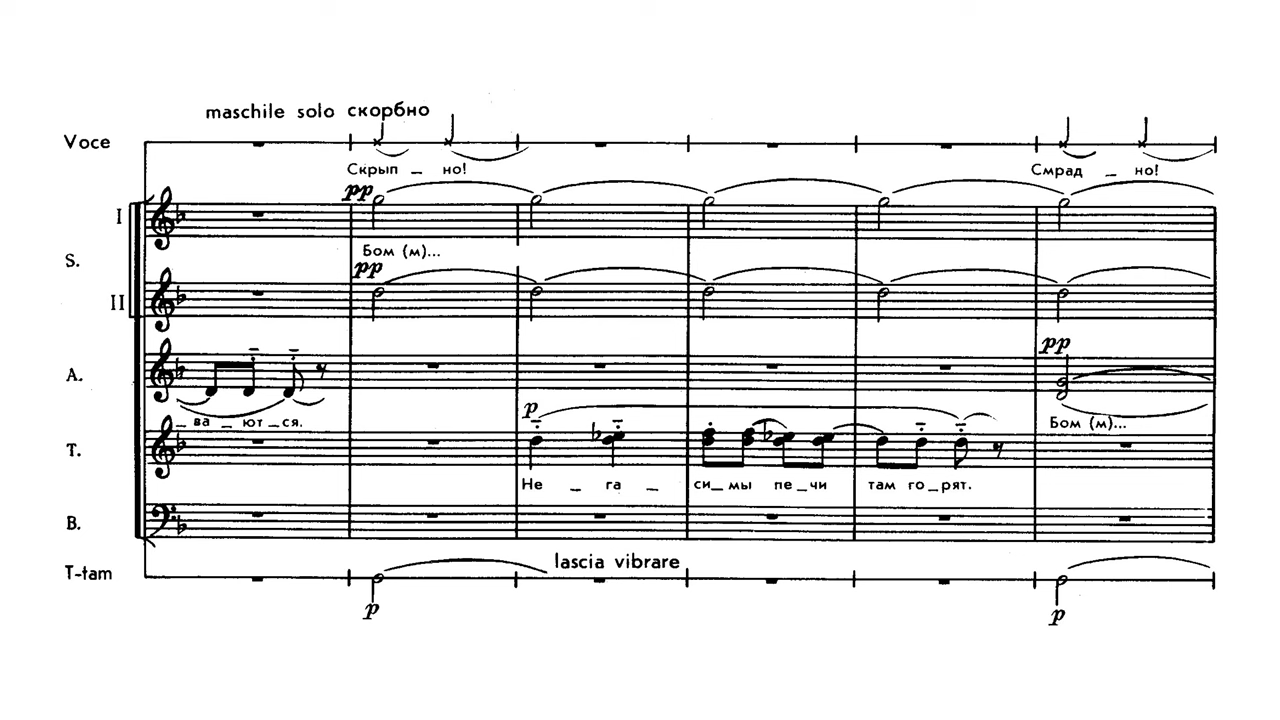 maschile solo скорбно
Voce
Скрып _ но!
Смрад _ но!
pp
I
Бом (м)...
S.
pp
II
pp
A.
_ ва _ ют _ ся.
Бом (м)...
p
T.
Не _ га _ си _ мы пе _ чи там го _ рят.
B.
lascia vibrare
T-tam
p
p